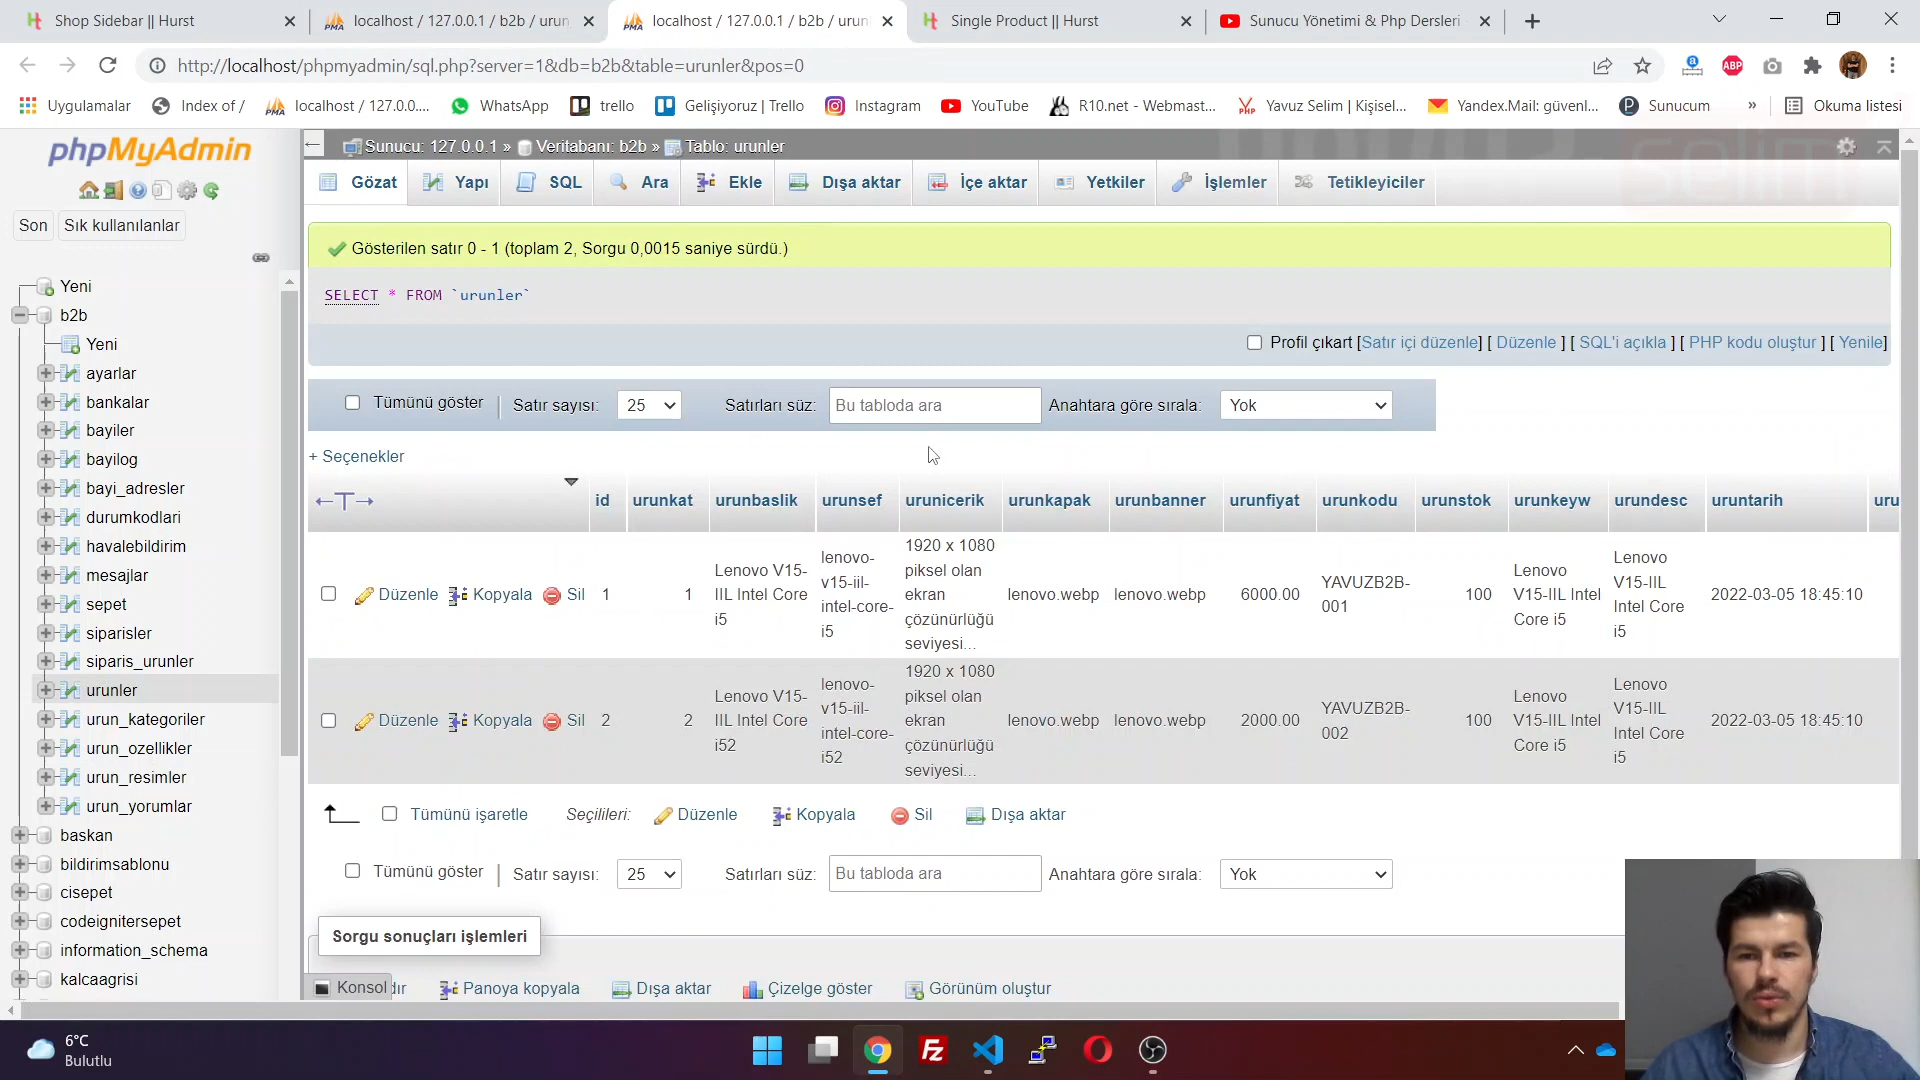 Shop Sidebar || Hurst
localhost / 127.0.0.1 / b2b / urun
localhost / 127.0.0.1 / b2b / urun
Single Product || Hurst
Sunucu Yönetimi & Php Dersleri
http://localhost/phpmyadmin/sql.php?server=1&db=b2b&table=urunler&pos=0
ABP
Uygulamalar
Index of /
localhost / 127.0.0....
WhatsApp
trello
Gelişiyoruz | Trello
Instagram
YouTube
R10.net - Webmast...
Yavuz Selim | Kişisel...
Yandex.Mail: güvenl...
Sunucum
»
Okuma listesi
phpMyAdmin
Son
Sık kullanılanlar
Yeni
b2b
Yeni
ayarlar
bankalar
bayiler
bayilog
bayi_adresler
durumkodlari
havalebildirim
mesajlar
sepet
siparisler
siparis_urunler
urunler
urun_kategoriler
urun_ozellikler
urun_resimler
urun_yorumlar
baskan
bildirimsablonu
cisepet
codeignitersepet
information_schema
kalcaagrisi
Sunucu: 127.0.0.1 » Veritabanı: b2b » Tablo: urunler
selim
Gözat
Yapı
SQL
Ara
Ekle
Dışa aktar
İçe aktar
Yetkiler
İşlemler
Tetikleyiciler
Gösterilen satır 0 - 1 (toplam 2, Sorgu 0,0015 saniye sürdü.)
SELECT * FROM `urunler`
Profil çıkart [Satır içi düzenle] [ Düzenle ] [ SQL'i açıkla ] [ PHP kodu oluştur ] [ Yenile]
Tümünü göster
Satır sayısı:
25
Satırları süz:
Bu tabloda ara
Anahtara göre sırala:
Yok
+ Seçenekler
←T→
id
urunkat
urunbaslik
urunsef
urunicerik
urunkapak
urunbanner
urunfiyat
urunkodu
urunstok
urunkeyw
urundesc
uruntarih
uru
Düzenle
Kopyala
Sil
1
1
Lenovo V15-
IIL Intel Core
i5
lenovo-
v15-iil-
intel-core-
i5
1920 x 1080
piksel olan
ekran
çözünürlüğü
seviyesi...
lenovo.webp
lenovo.webp
6000.00
YAVUZB2B-
001
100
Lenovo
V15-IIL Intel
Core i5
Lenovo
V15-IIL
Intel Core
i5
2022-03-05 18:45:10
Düzenle
Kopyala
Sil
2
2
Lenovo V15-
IIL Intel Core
i52
lenovo-
v15-iil-
intel-core-
i52
1920 x 1080
piksel olan
ekran
çözünürlüğü
seviyesi...
lenovo.webp
lenovo.webp
2000.00
YAVUZB2B-
002
100
Lenovo
V15-IIL Intel
Core i5
Lenovo
V15-IIL
Intel Core
i5
2022-03-05 18:45:10
Tümünü işaretle
Seçilileri:
Düzenle
Kopyala
Sil
Dışa aktar
Tümünü göster
Satır sayısı:
25
Satırları süz:
Bu tabloda ara
Anahtara göre sırala:
Yok
Sorgu sonuçları işlemleri
Konsol
dır
Panoya kopyala
Dışa aktar
Çizelge göster
Görünüm oluştur
6°C
Bulutlu